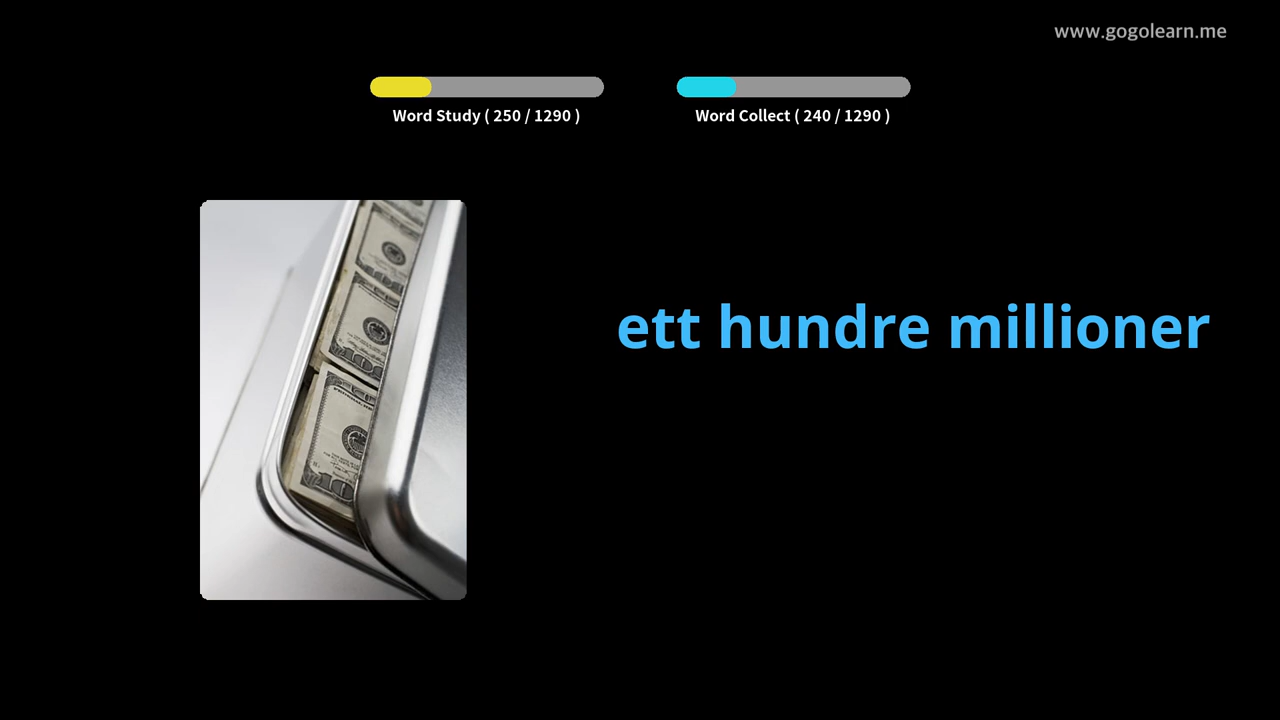 www.gogolearn.me
Word Study ( 250 / 1290 )
Word Collect ( 240 / 1290 )
ett hundre millioner